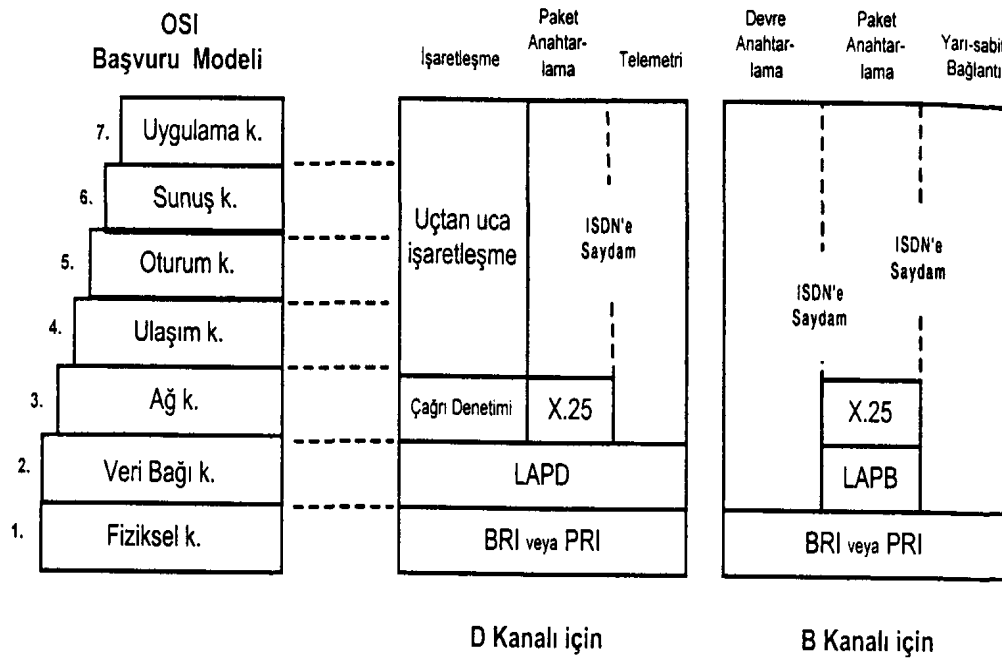 OSI
Başvuru Modeli
7. Uygulama k.
6. Sunuş k.
5. Oturum k.
4. Ulaşım k.
3. Ağ k.
2. Veri Bağı k.
1. Fiziksel k.
İşaretleşme
Paket
Anahtar-
lama
Telemetri
Uçtan uca
işaretleşme
ISDN'e
Saydam
Çağrı Denetimi
X.25
LAPD
BRI veya PRI
D Kanalı için
Devre
Anahtar-
lama
Paket
Anahtar-
lama
Yarı-sabit
Bağlantı
ISDN'e
Saydam
ISDN'e
Saydam
X.25
LAPB
BRI veya PRI
B Kanalı için